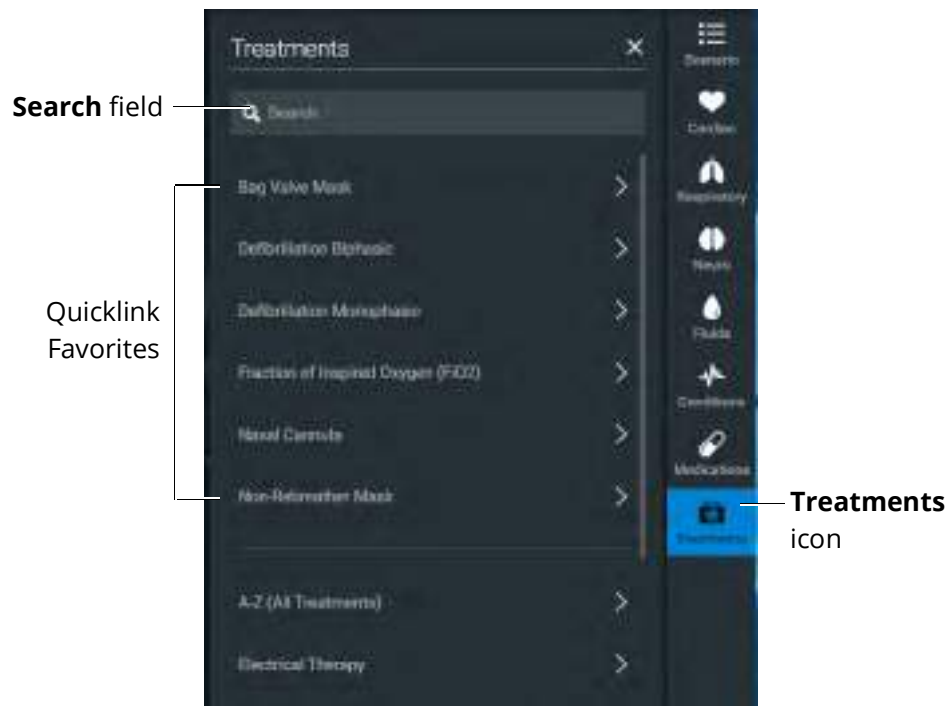 Treatments
Search field
Search
Bag Valve Mask
Defibrillation Biphasic
Quicklink
Favorites
Defibrillation Monophasic
Fraction of Inspired Oxygen (FiO2)
Nasal Cannula
Non-Rebreather Mask
A-Z (All Treatments)
Electrical Therapy
Scenario
Cardiac
Respiratory
Neuro
Fluids
Conditions
Medications
Treatments
Treatments
icon